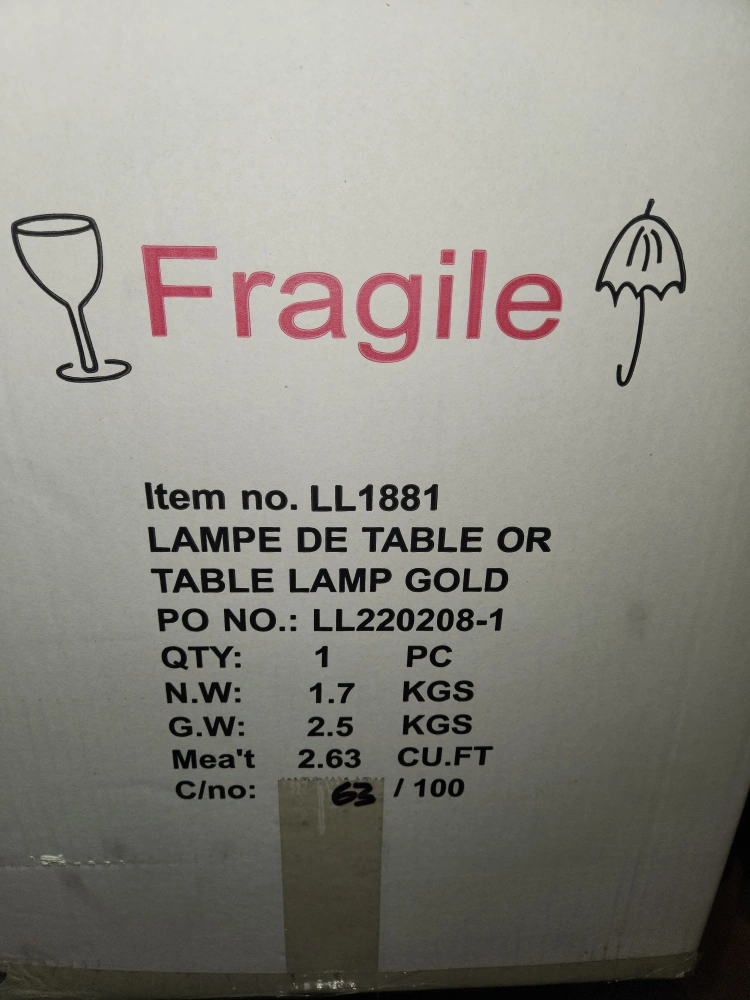 Fragile
Item no. LL1881
LAMPE DE TABLE OR
TABLE LAMP GOLD
PO NO.: LL220208-1
QTY: 1 PC
N.W: 1.7 KGS
G.W: 2.5 KGS
Mea't 2.63 CU.FT
C/no: 63 / 100